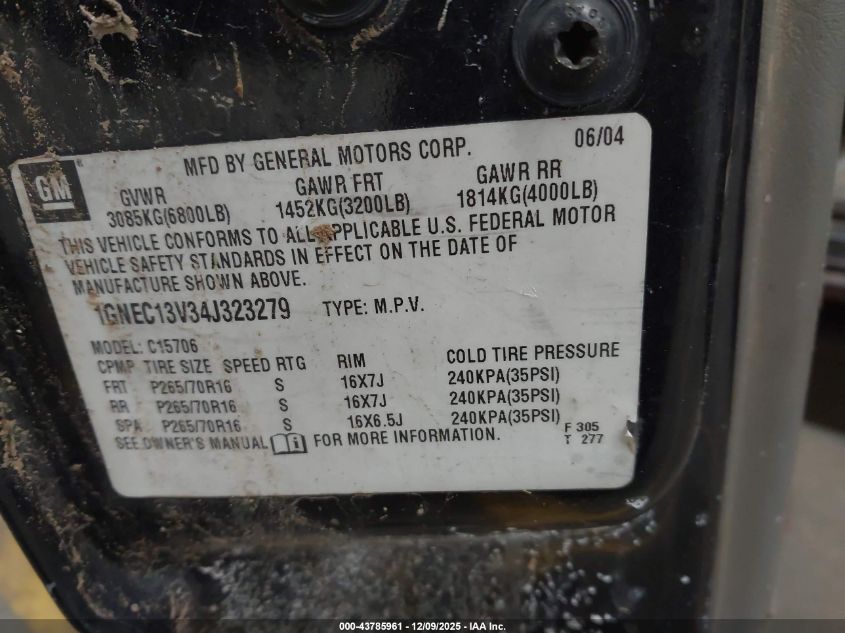 GM
MFD BY GENERAL MOTORS CORP. 06/04
GVWR GAWR FRT GAWR RR
3085KG(6800LB) 1452KG(3200LB) 1814KG(4000LB)
THIS VEHICLE CONFORMS TO ALL APPLICABLE U.S. FEDERAL MOTOR
VEHICLE SAFETY STANDARDS IN EFFECT ON THE DATE OF
MANUFACTURE SHOWN ABOVE.
1GNEC13V34J323279 TYPE: M.P.V.
MODEL: C15706
CPMP TIRE SIZE SPEED RTG RIM COLD TIRE PRESSURE
FRT P265/70R16 S 16X7J 240KPA(35PSI)
RR P265/70R16 S 16X7J 240KPA(35PSI)
SPA P265/70R16 S 16X6.5J 240KPA(35PSI)
SEE OWNER'S MANUAL FOR MORE INFORMATION. F 305
T 277
000-43785961 - 12/09/2025 - IAA Inc.